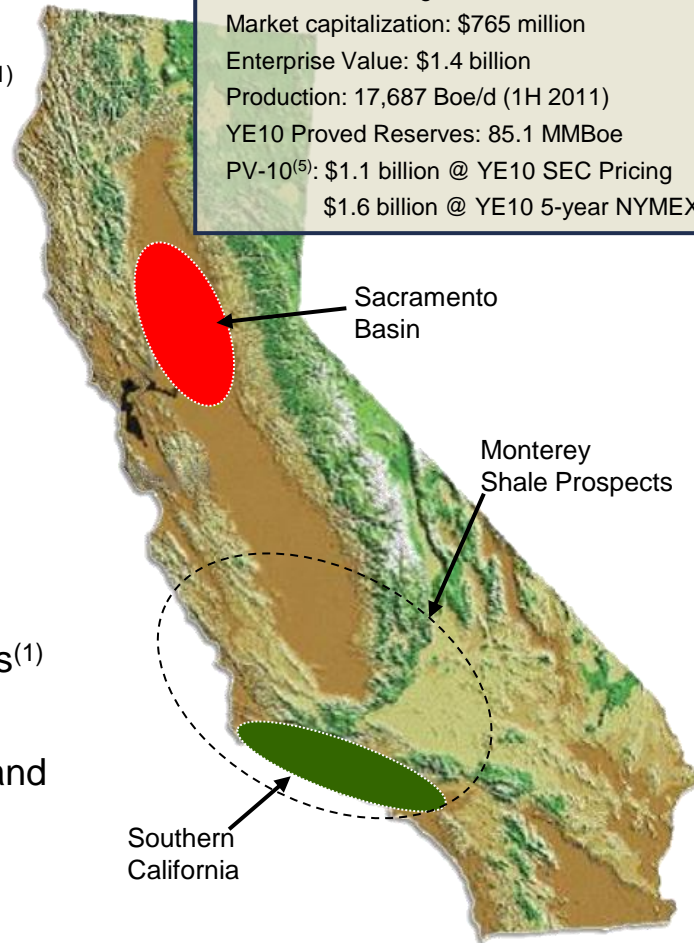 Market capitalization: $765 million
Enterprise Value: $1.4 billion
Production: 17,687 Boe/d (1H 2011)
YE10 Proved Reserves: 85.1 MMBoe
PV-10(5): $1.1 billion @ YE10 SEC Pricing
$1.6 billion @ YE10 5-year NYMEX
Sacramento
Basin
Monterey
Shale Prospects
s(1)
and
Southern
California